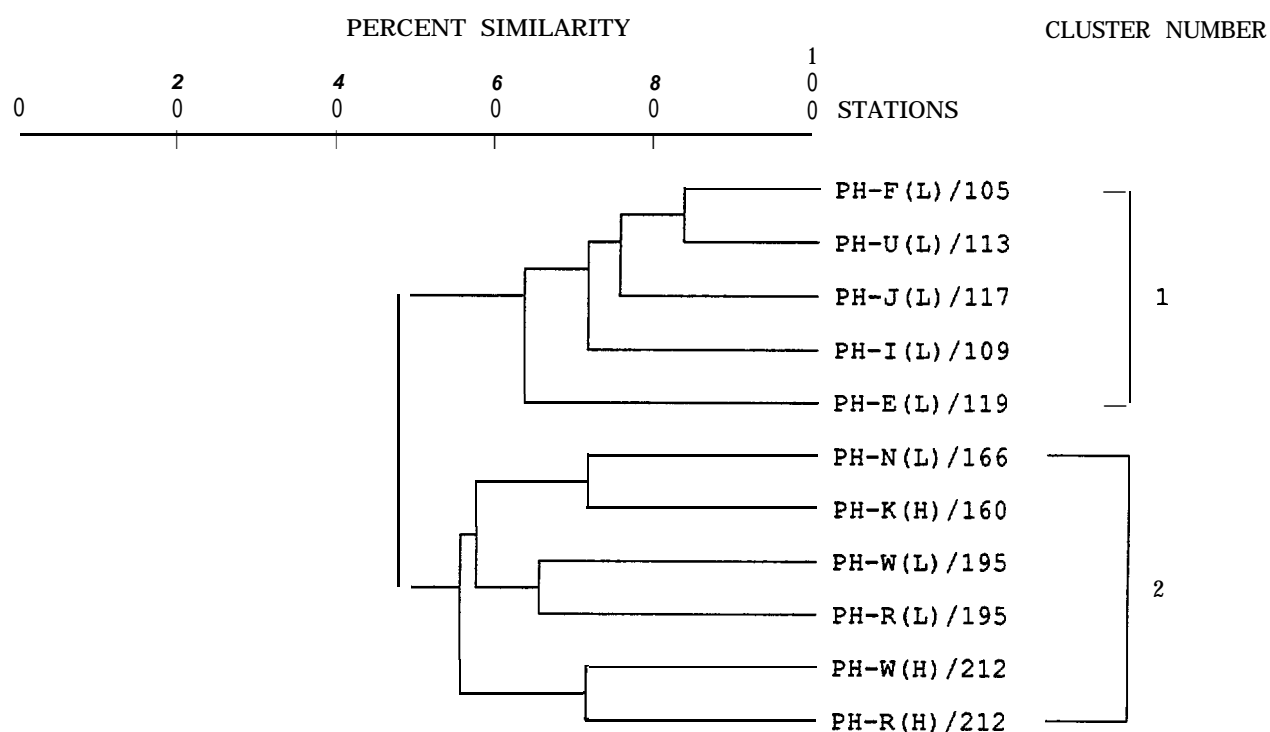 PERCENT SIMILARITY CLUSTER NUMBER
1
2 4 6 8 0
0 0 0 0 0 0 STATIONS
PH-F(L)/105
PH-U(L)/113
PH-J(L)/117 1
PH-I(L)/109
PH-E(L)/119
PH-N(L)/166
PH-K(H)/160
PH-W(L)/195 2
PH-R(L)/195
PH-W(H)/212
PH-R(H)/212